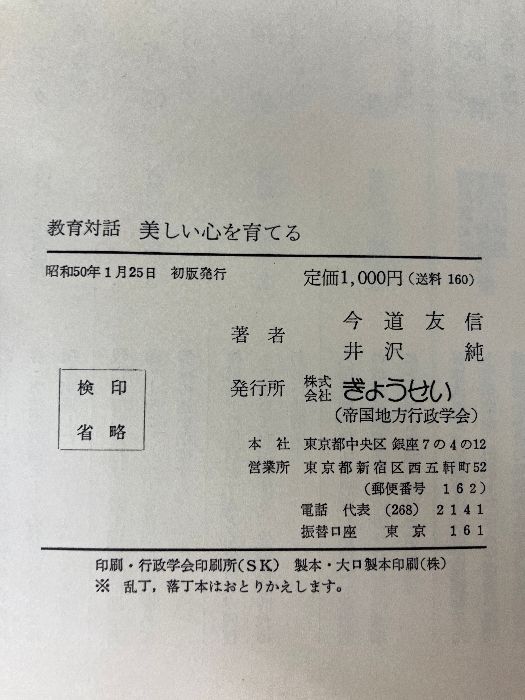 教育対話 美しい心を育てる
昭和50年1月25日 初版発行 定価1,000円(送料 160)
著者 今道友信
井沢 純
検印
省略
発行所 株式会社 ぎょうせい
(帝国地方行政学会)
本社 東京都中央区 銀座7の4の12
営業所 東京都新宿区西五軒町52
(郵便番号 162)
電話 代表 (268) 2141
振替口座 東京 161
印刷・行政学会印刷所(SK) 製本・大口製本印刷(株)
※ 乱丁,落丁本はおとりかえします。